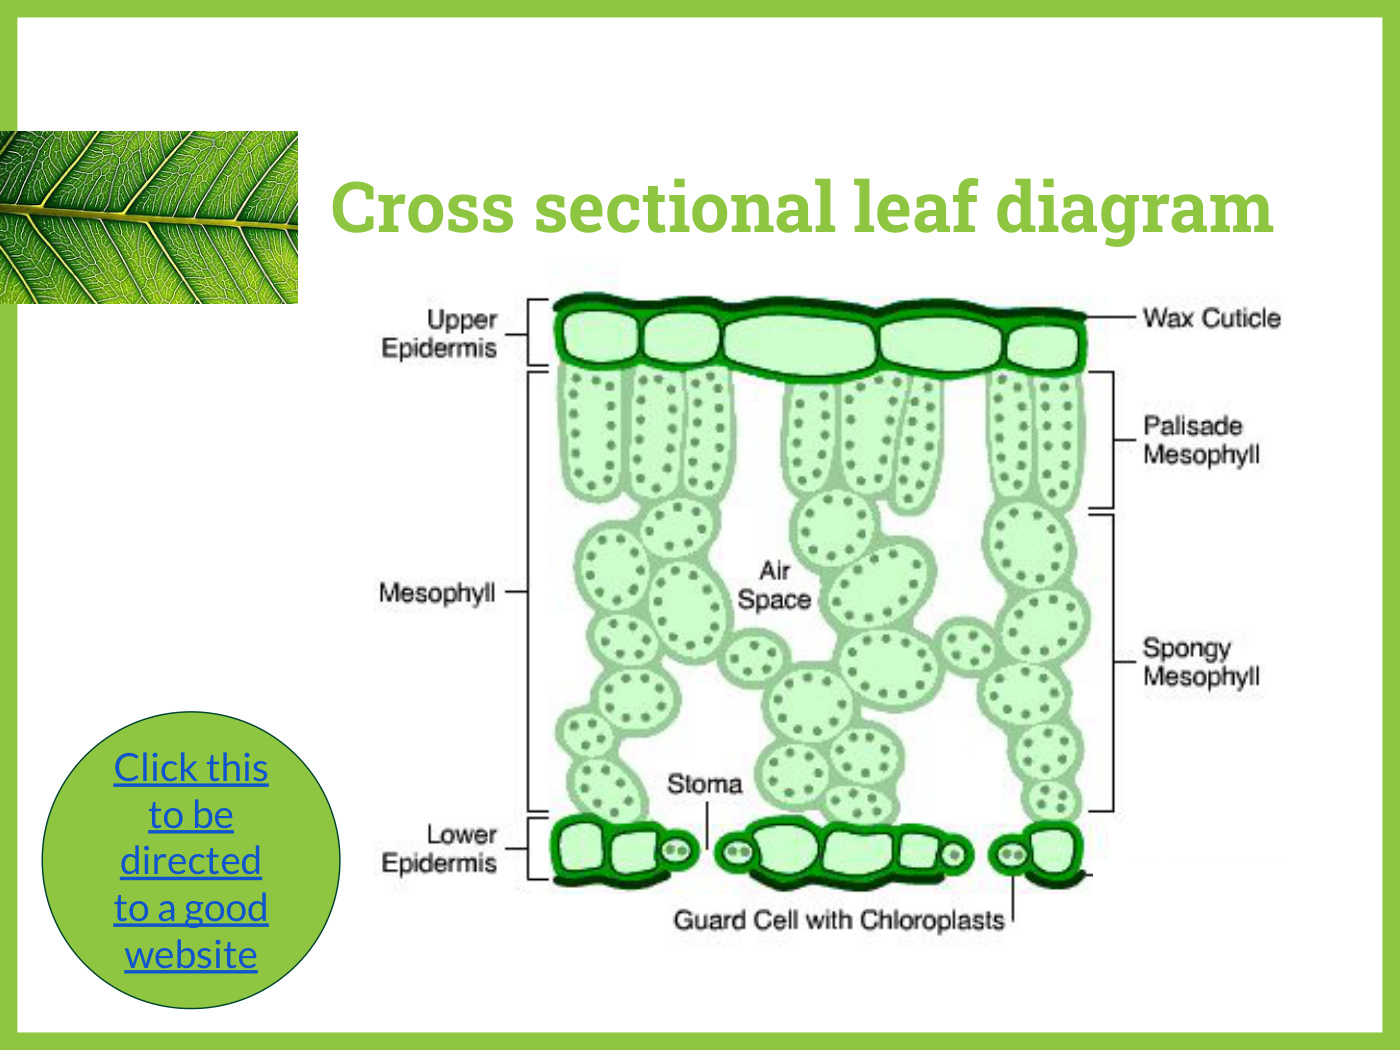 Cross sectional leaf diagram
Upper
Epidermis
Wax Cuticle
Palisade
Mesophyll
Air
Space
Mesophyll
Spongy
Mesophyll
Stoma
Lower
Epidermis
Guard Cell with Chloroplasts
Click this
to be
directed
to a good
website